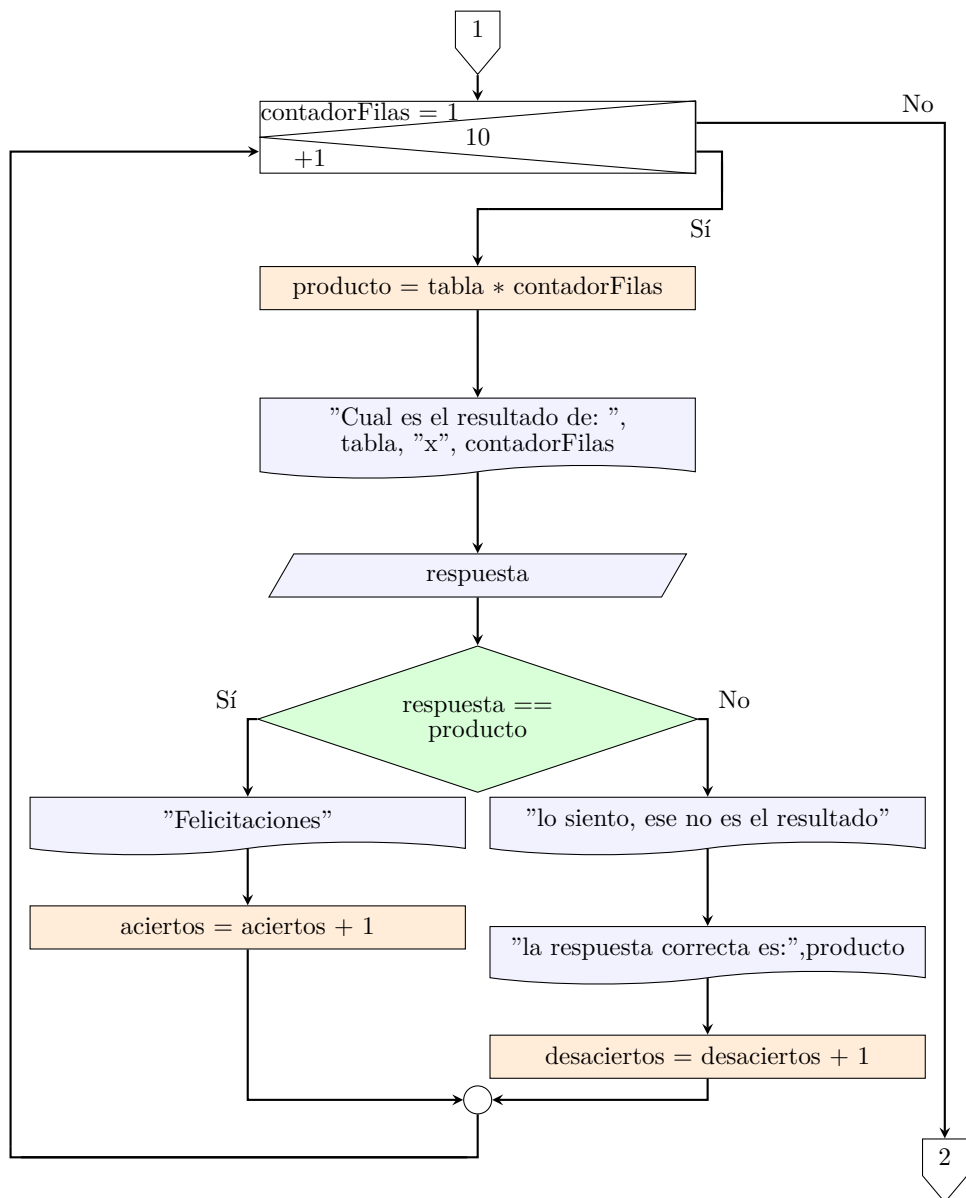 1
contadorFilas = 1
10
+1
No
Sí
producto = tabla * contadorFilas
”Cual es el resultado de: ”,
tabla, ”x”, contadorFilas
respuesta
respuesta ==
producto
Sí
No
”Felicitaciones”
”lo siento, ese no es el resultado”
aciertos = aciertos + 1
”la respuesta correcta es:”,producto
desaciertos = desaciertos + 1
2